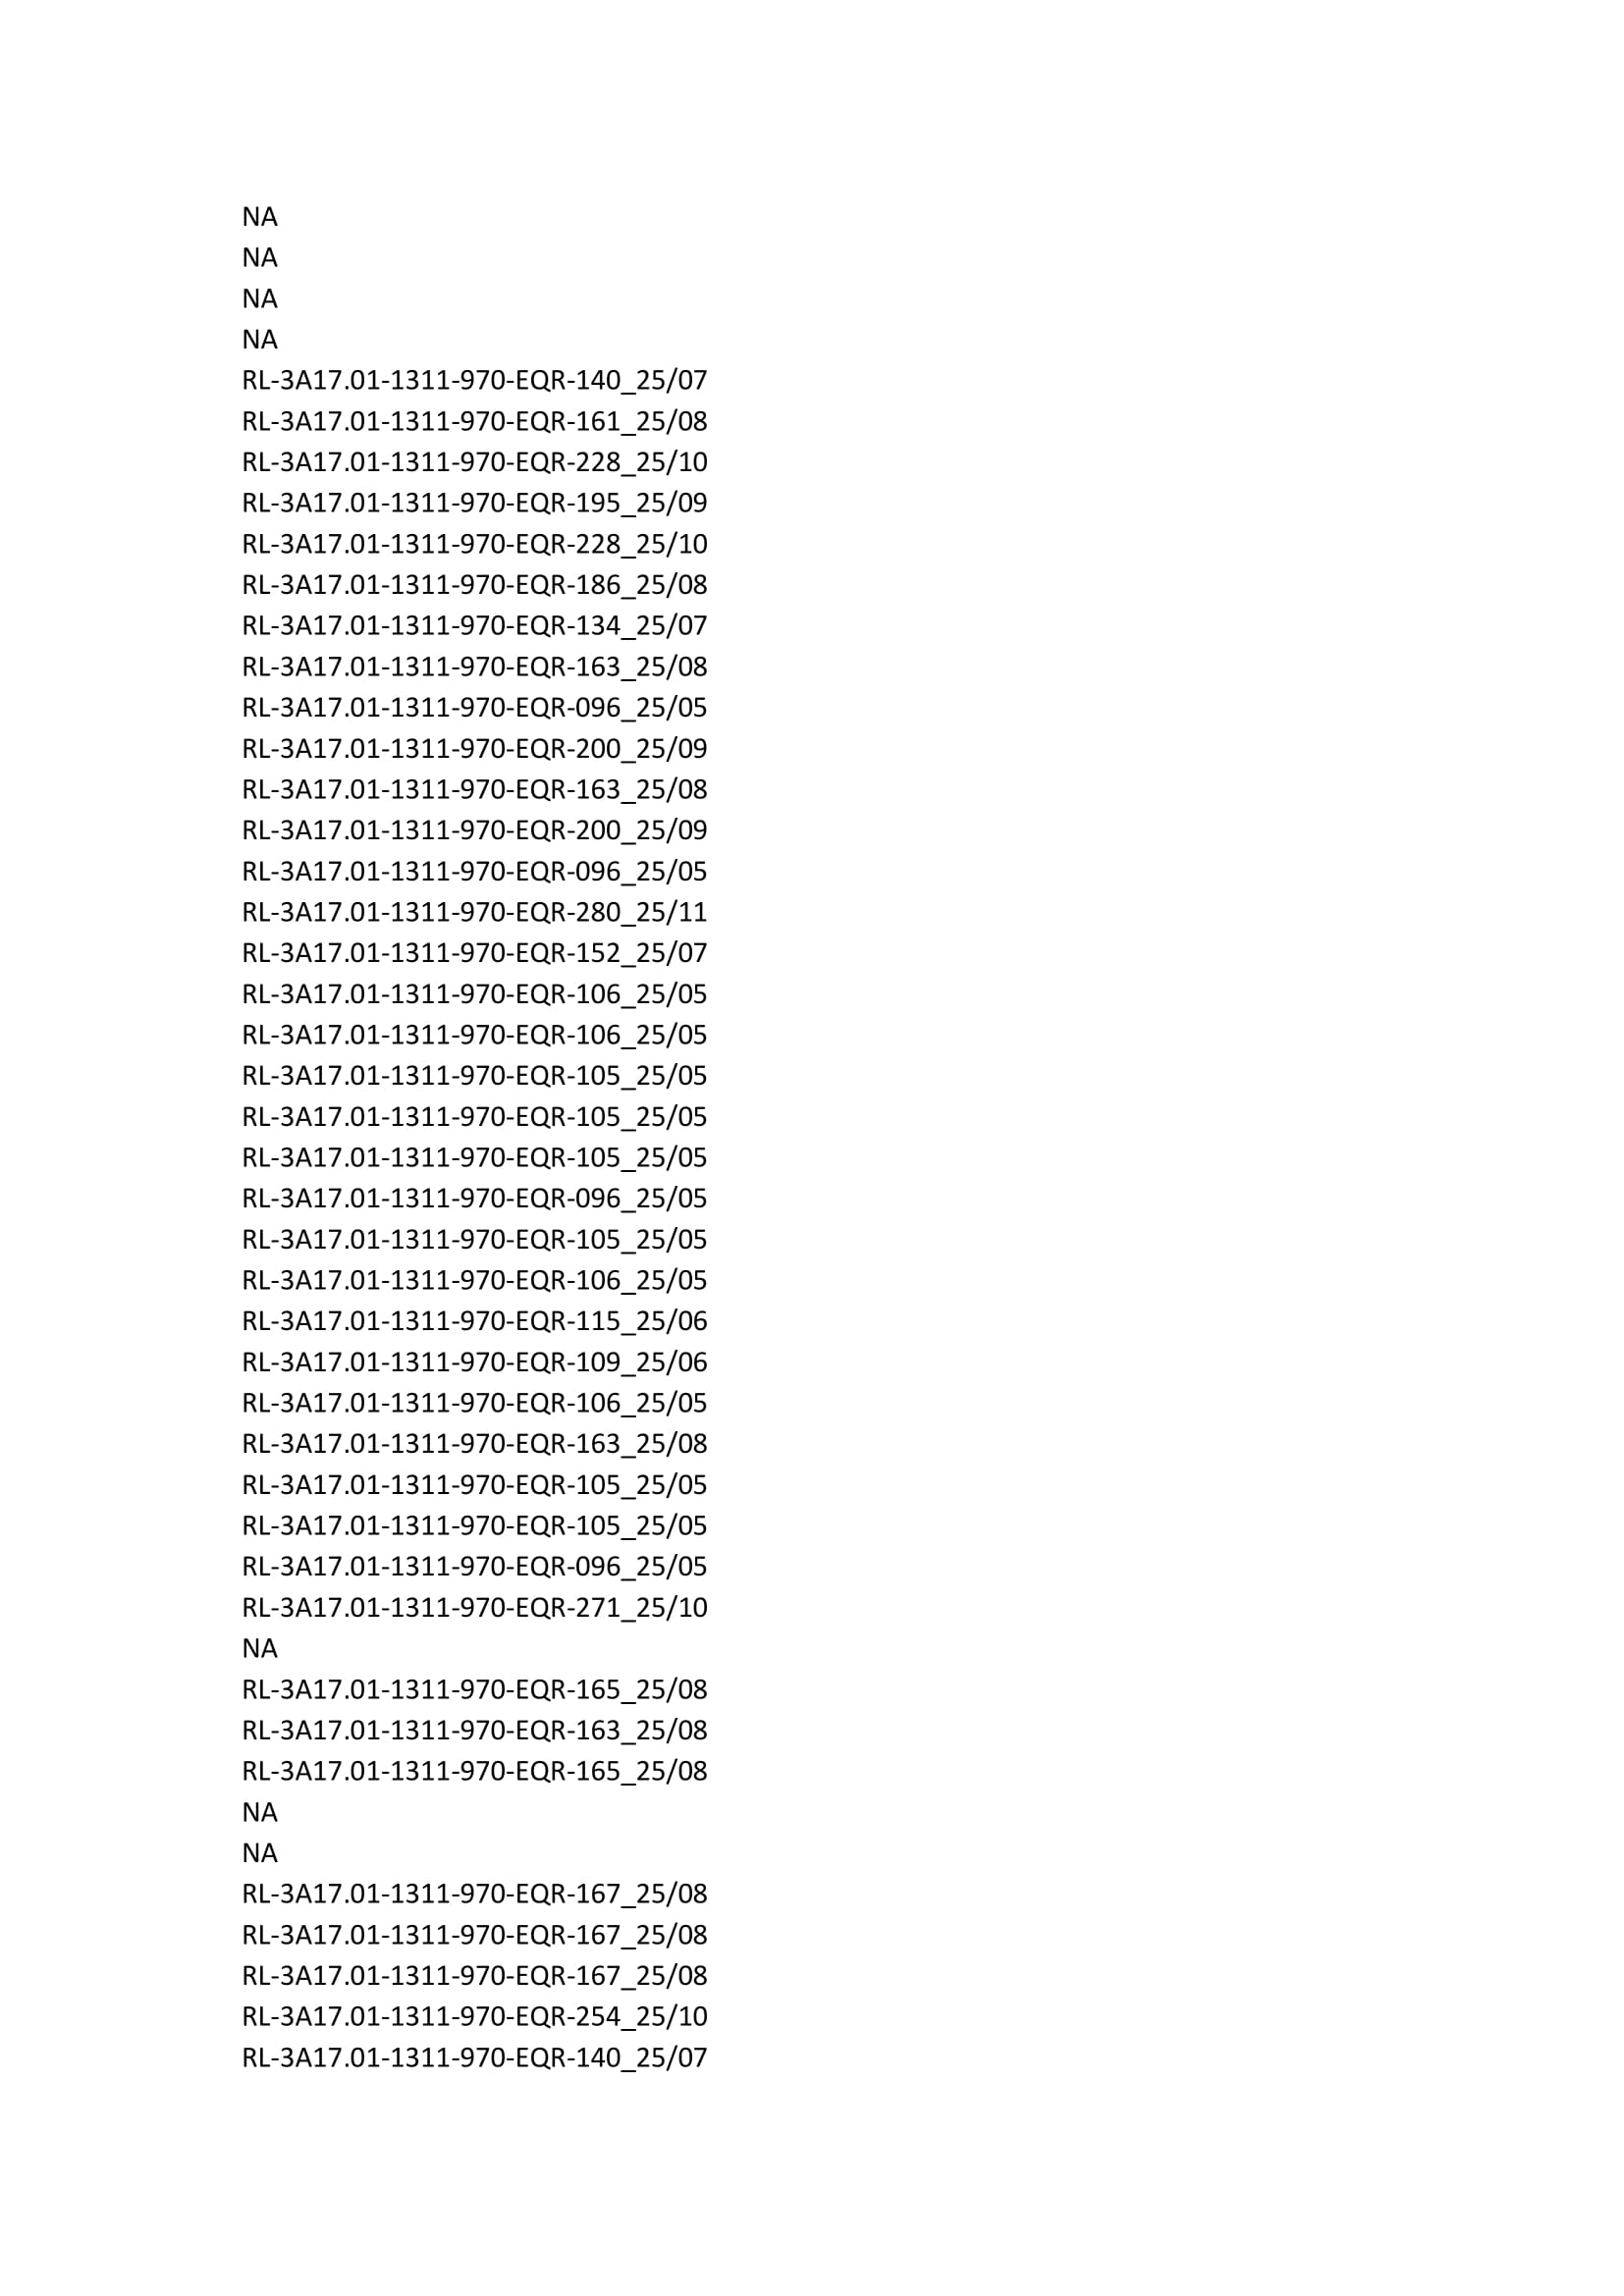 NA
NA
NA
NA
RL-3A17.01-1311-970-EQR-140_25/07
RL-3A17.01-1311-970-EQR-161_25/08
RL-3A17.01-1311-970-EQR-228_25/10
RL-3A17.01-1311-970-EQR-195_25/09
RL-3A17.01-1311-970-EQR-228_25/10
RL-3A17.01-1311-970-EQR-186_25/08
RL-3A17.01-1311-970-EQR-134_25/07
RL-3A17.01-1311-970-EQR-163_25/08
RL-3A17.01-1311-970-EQR-096_25/05
RL-3A17.01-1311-970-EQR-200_25/09
RL-3A17.01-1311-970-EQR-163_25/08
RL-3A17.01-1311-970-EQR-200_25/09
RL-3A17.01-1311-970-EQR-096_25/05
RL-3A17.01-1311-970-EQR-280_25/11
RL-3A17.01-1311-970-EQR-152_25/07
RL-3A17.01-1311-970-EQR-106_25/05
RL-3A17.01-1311-970-EQR-106_25/05
RL-3A17.01-1311-970-EQR-105_25/05
RL-3A17.01-1311-970-EQR-105_25/05
RL-3A17.01-1311-970-EQR-105_25/05
RL-3A17.01-1311-970-EQR-096_25/05
RL-3A17.01-1311-970-EQR-105_25/05
RL-3A17.01-1311-970-EQR-106_25/05
RL-3A17.01-1311-970-EQR-115_25/06
RL-3A17.01-1311-970-EQR-109_25/06
RL-3A17.01-1311-970-EQR-106_25/05
RL-3A17.01-1311-970-EQR-163_25/08
RL-3A17.01-1311-970-EQR-105_25/05
RL-3A17.01-1311-970-EQR-105_25/05
RL-3A17.01-1311-970-EQR-096_25/05
RL-3A17.01-1311-970-EQR-271_25/10
NA
RL-3A17.01-1311-970-EQR-165_25/08
RL-3A17.01-1311-970-EQR-163_25/08
RL-3A17.01-1311-970-EQR-165_25/08
NA
NA
RL-3A17.01-1311-970-EQR-167_25/08
RL-3A17.01-1311-970-EQR-167_25/08
RL-3A17.01-1311-970-EQR-167_25/08
RL-3A17.01-1311-970-EQR-254_25/10
RL-3A17.01-1311-970-EQR-140_25/07